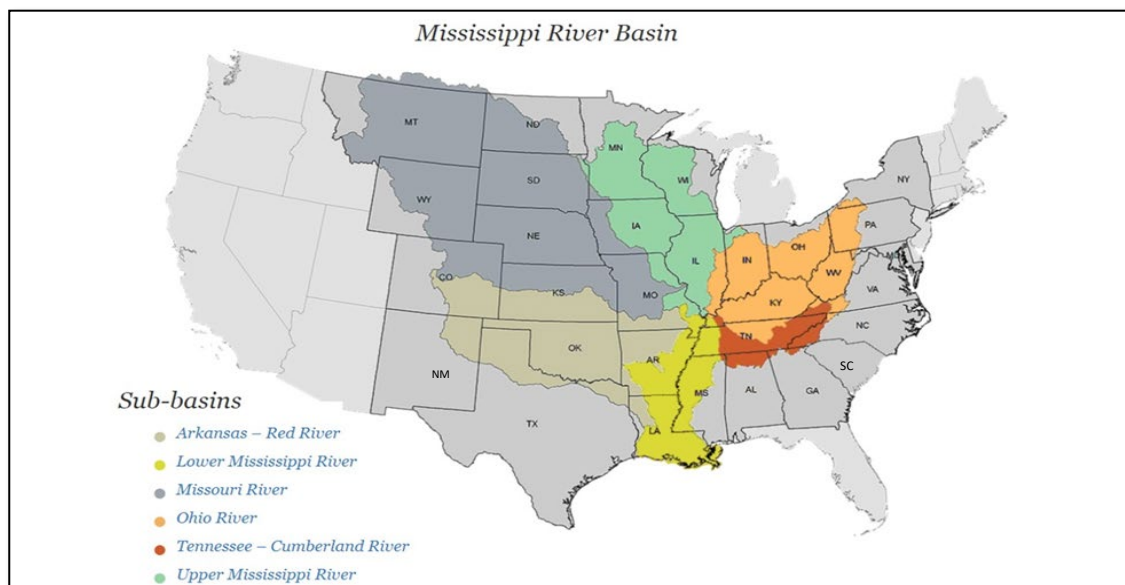 Mississippi River Basin
MT
ND
MN
SD
WI
WY
NY
IA
PA
NE
OH
IL
IN
MD
WV
CO
VA
KS
MO
KY
NC
TN
OK
AR
SC
NM
MS
AL
GA
TX
LA
Sub-basins
Arkansas – Red River
Lower Mississippi River
Missouri River
Ohio River
Tennessee – Cumberland River
Upper Mississippi River